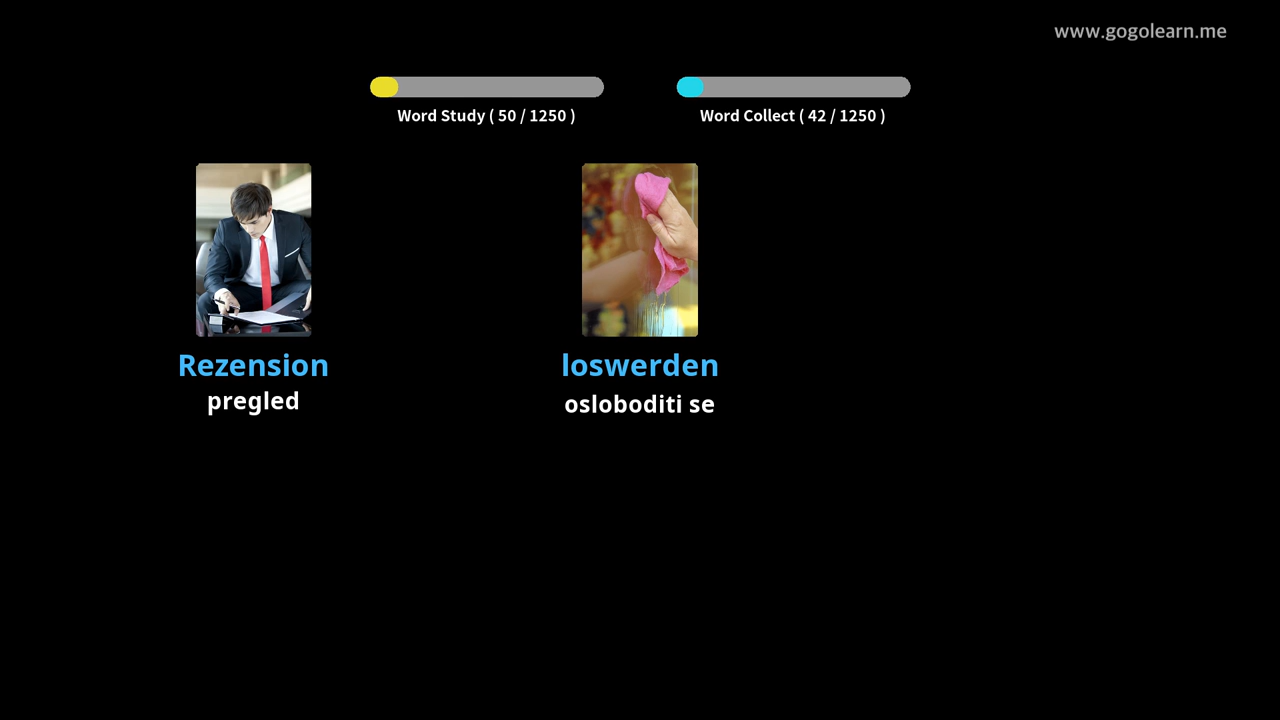 www.gogolearn.me
Word Study ( 50 / 1250 )
Word Collect ( 42 / 1250 )
Rezension
pregled
loswerden
osloboditi se